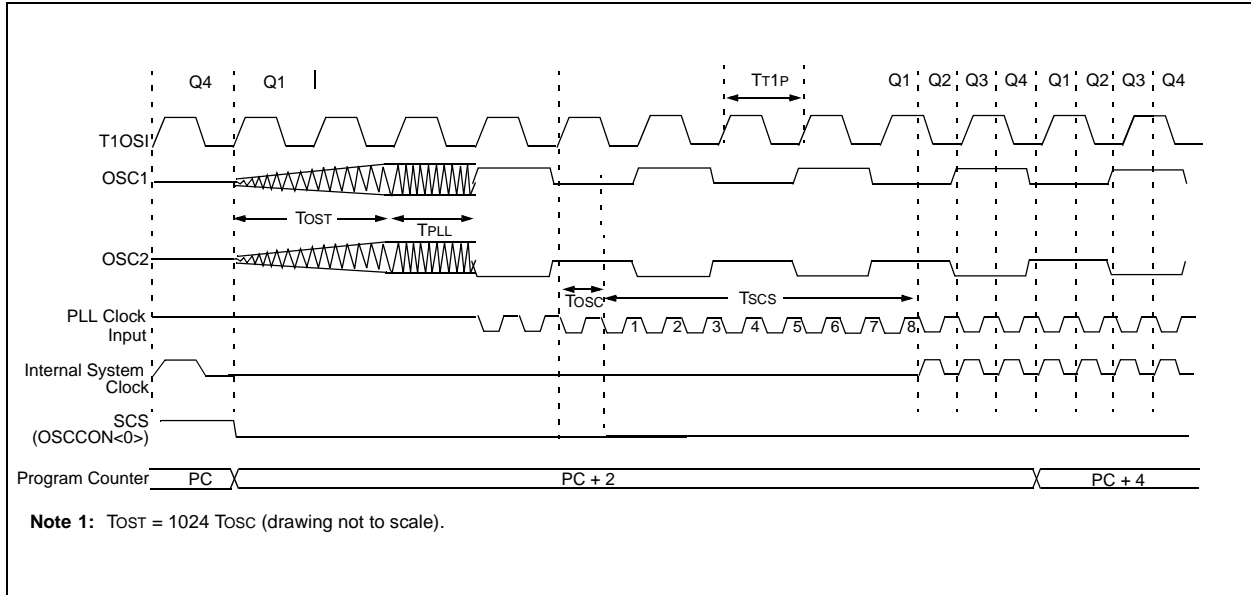 Q4 Q1 TT1P Q1 Q2 Q3 Q4 Q1 Q2 Q3 Q4
T1OSI
OSC1
TOST
TPLL
OSC2
TOSC TSCS
PLL Clock
Input
1 2 3 4 5 6 7 8
Internal System
Clock
SCS
(OSCCON<0>)
Program Counter PC PC + 2 PC + 4
Note 1: TOST = 1024 TOSC (drawing not to scale).